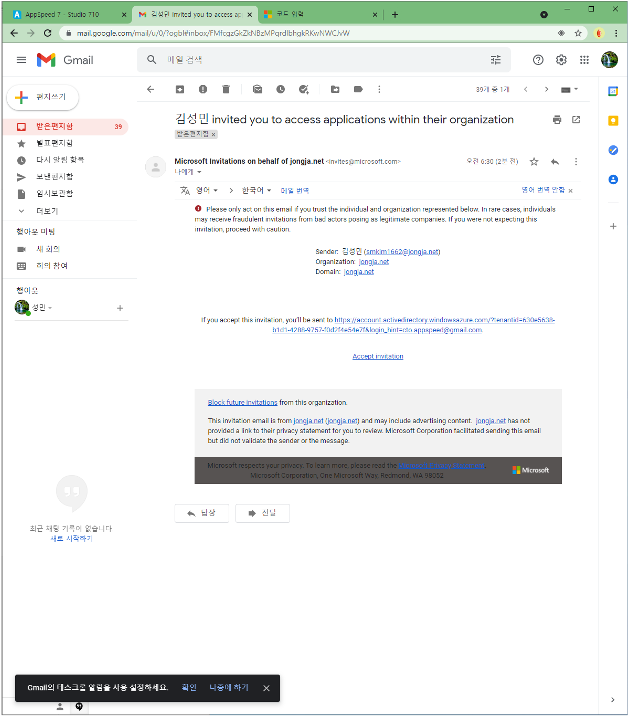 AppSpeed 7 - Studio 710
김성민 invited you to access ap
코드 입력
mail.google.com/mail/u/0/?ogbl#inbox/FMfcgzGkZkNBzMPqrdlbhgkRKwNWCJvW
Gmail
메일 검색
편지쓰기
39개 중 1개
받은편지함 39
별표편지함
다시 알림 항목
보낸편지함
임시보관함
더보기
행아웃 미팅
새 회의
회의 참여
행아웃
성민
김성민 invited you to access applications within their organization
받은편지함 x
Microsoft Invitations on behalf of jongja.net <invites@microsoft.com>
오전 6:30 (2분 전)
나에게
영어 > 한국어 메일 번역
영어 번역 안함 x
Please only act on this email if you trust the individual and organization represented below. In rare cases, individuals
may receive fraudulent invitations from bad actors posing as legitimate companies. If you were not expecting this
invitation, proceed with caution.
Sender: 김성민 (smkim1662@jongja.net)
Organization: jongja.net
Domain: jongja.net
If you accept this invitation, you'll be sent to https://account.activedirectory.windowsazure.com/?tenantid=630e5638-
b1d1-4288-9757-f0d2f4e54e7f&login_hint=cto.appspeed@gmail.com.
Accept invitation
Block future invitations from this organization.
This invitation email is from jongja.net (jongja.net) and may include advertising content. jongja.net has not
provided a link to their privacy statement for you to review. Microsoft Corporation facilitated sending this email
but did not validate the sender or the message.
Microsoft respects your privacy. To learn more, please read the
Microsoft Corporation, One Microsoft Way, Redmond, WA 98052
Microsoft
답장
전달
최근 채팅 기록이 없습니다
새로 시작하기
Gmail의 데스크톱 알림을 사용 설정하세요. 확인 나중에 하기